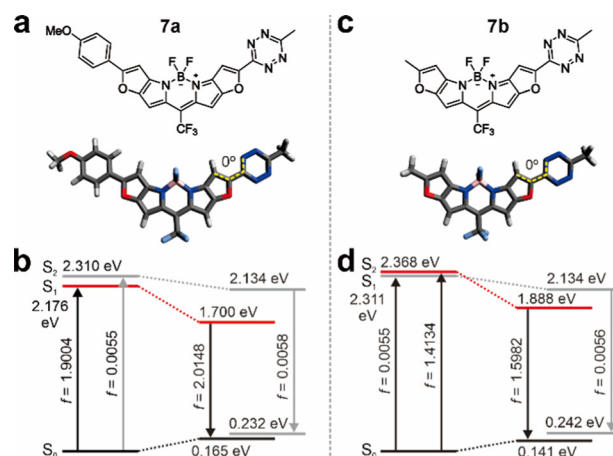 a
7a
MeO
F F
N N
B
N N
N N
O O
- +
CF₃
0°
c
7b
F F
N N
B
N N
N N
O O
- +
CF₃
0°
b
S₂ 2.310 eV
S₁
2.176
eV
2.134 eV
1.700 eV
f = 1.9004
f = 0.0055
f = 2.0148
f = 0.0058
0.232 eV
0.165 eV
S₀
d
S₂ 2.368 eV
S₁
2.311
eV
2.134 eV
1.888 eV
f = 0.0055
f = 1.4134
f = 1.5982
f = 0.0056
0.242 eV
0.141 eV
S₀